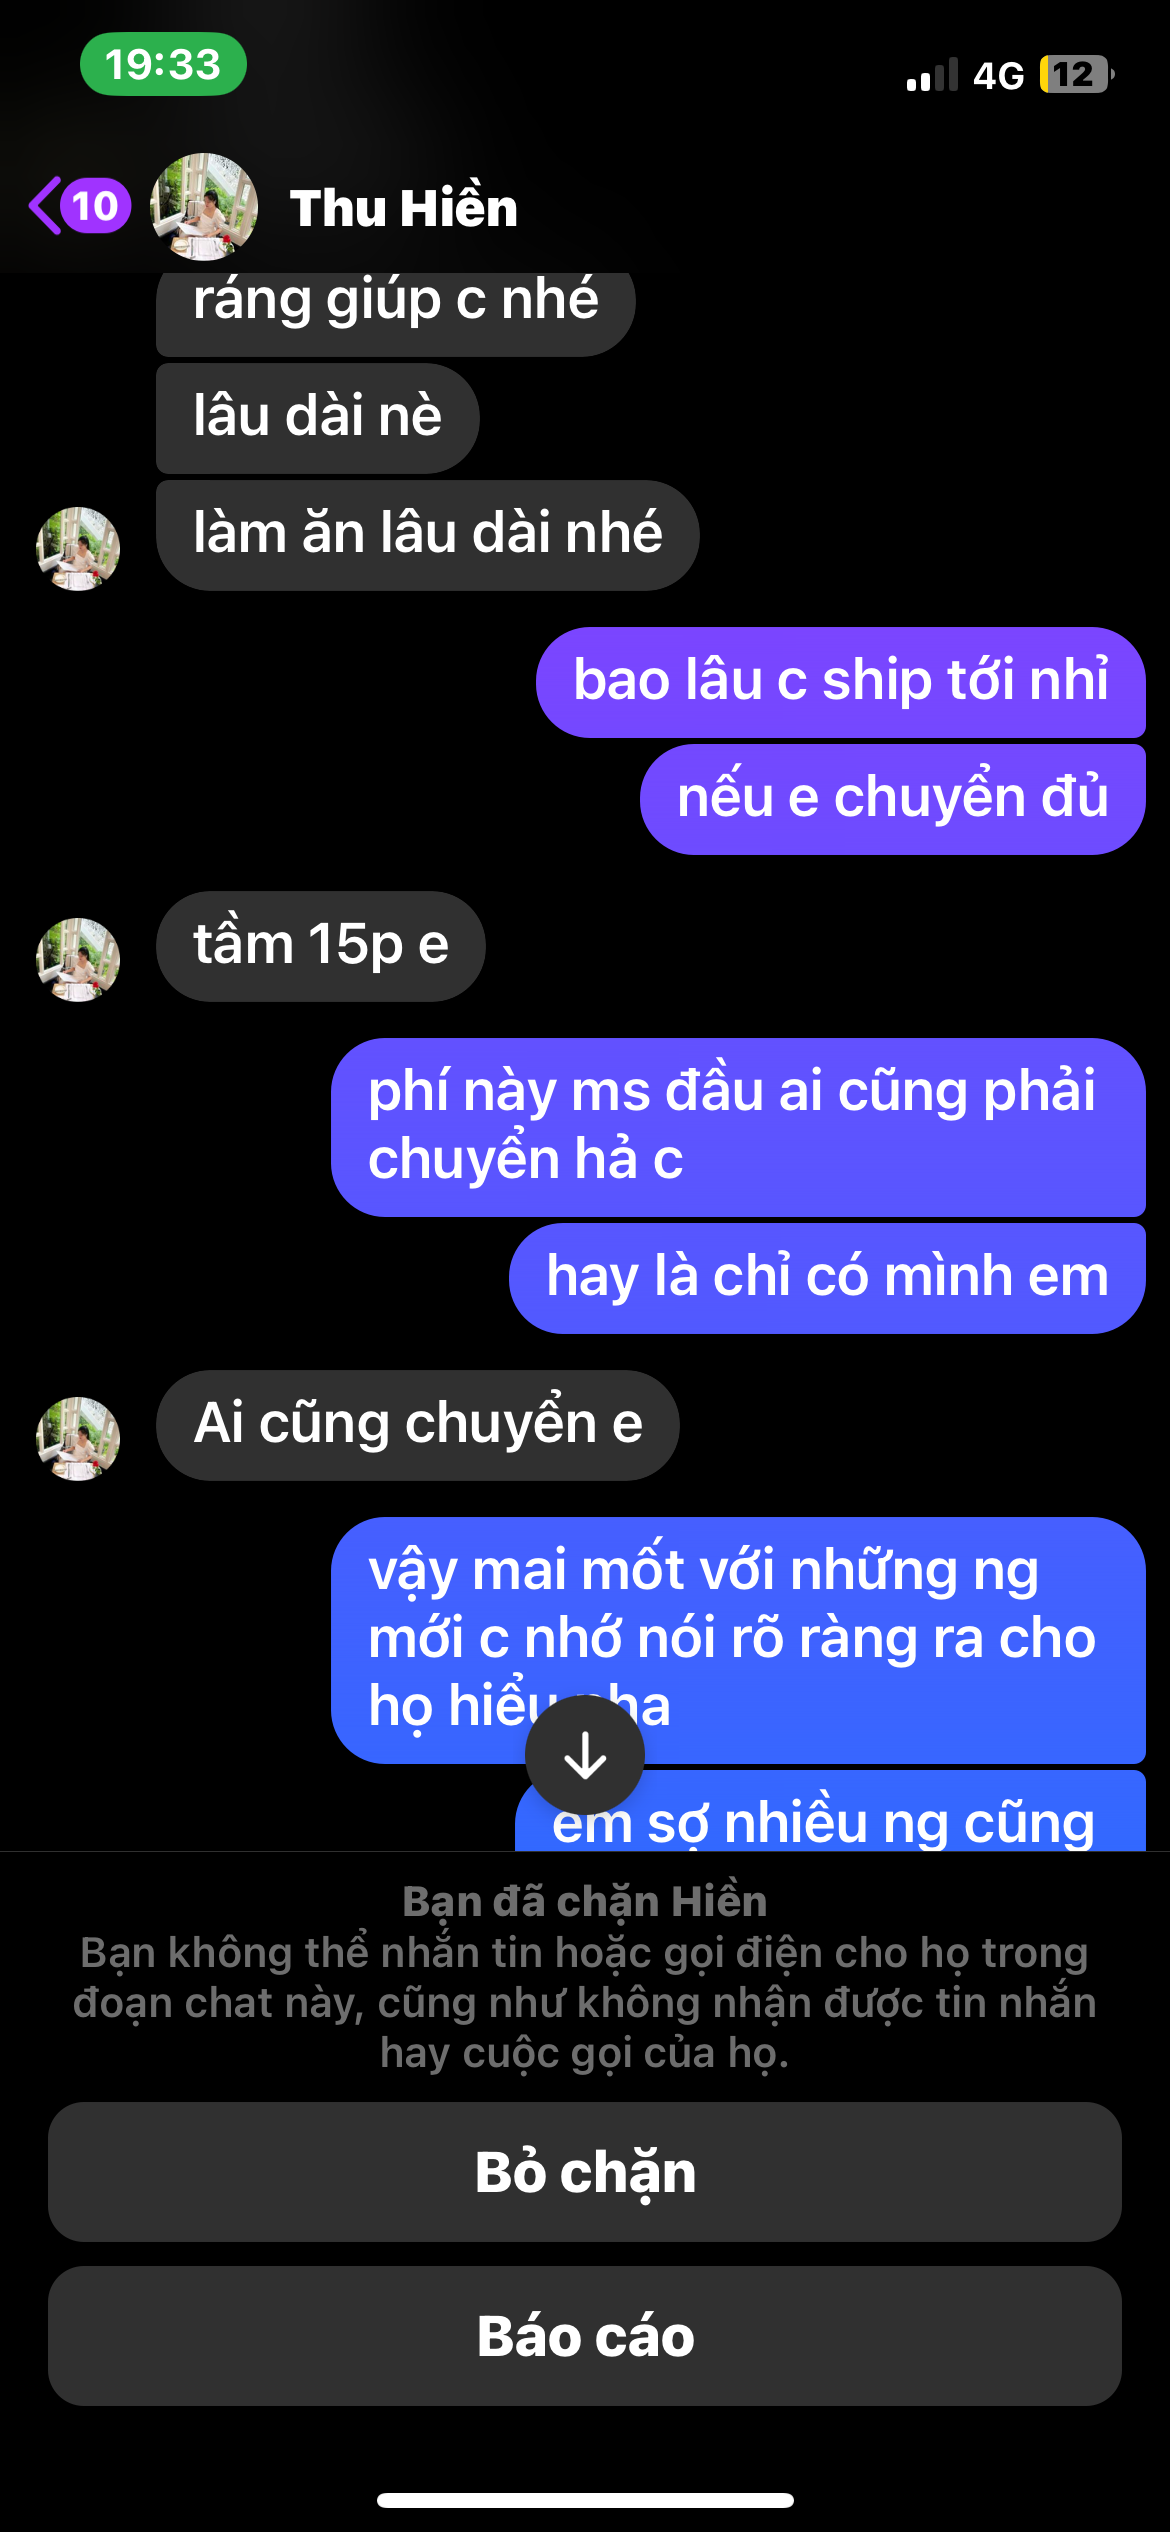 19:33
4G
12
10
Thu Hiền
ráng giúp c nhé
lâu dài nè
làm ăn lâu dài nhé
bao lâu c ship tới nhỉ
nếu e chuyển đủ
tầm 15p e
phí này ms đầu ai cũng phải
chuyển hả c
hay là chỉ có mình em
Ai cũng chuyển e
vậy mai mốt với những ng
mới c nhớ nói rõ ràng ra cho
họ hiểu nha
em sợ nhiều ng cũng
Bạn đã chặn Hiền
Bạn không thể nhắn tin hoặc gọi điện cho họ trong
đoạn chat này, cũng như không nhận được tin nhắn
hay cuộc gọi của họ.
Bỏ chặn
Báo cáo